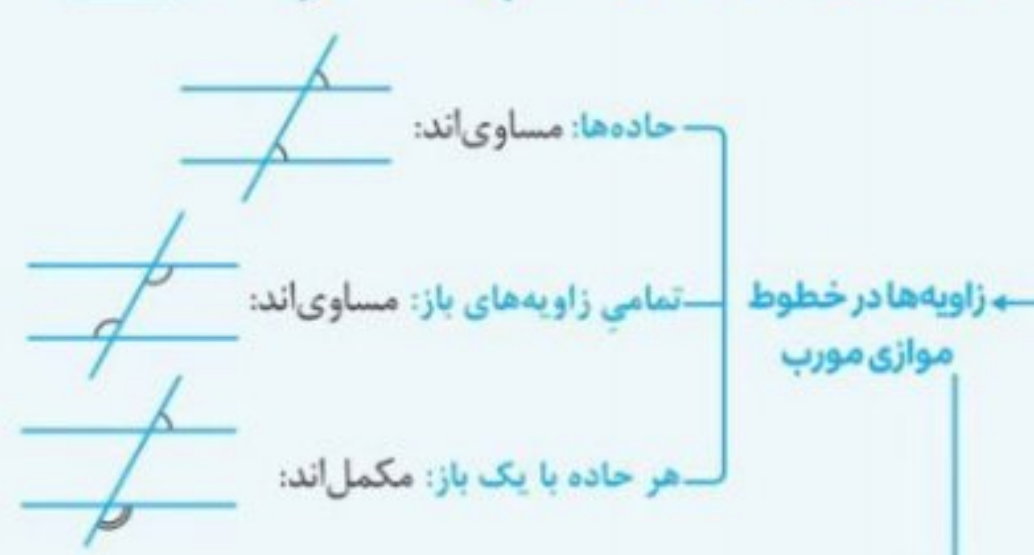 حاده‌ها: مساوی‌اند:
زاویه‌ها در خطوط
موازی مورب
تمامیِ زاویه‌های باز: مساوی‌اند:
هر حاده با یک باز: مکمل‌اند: